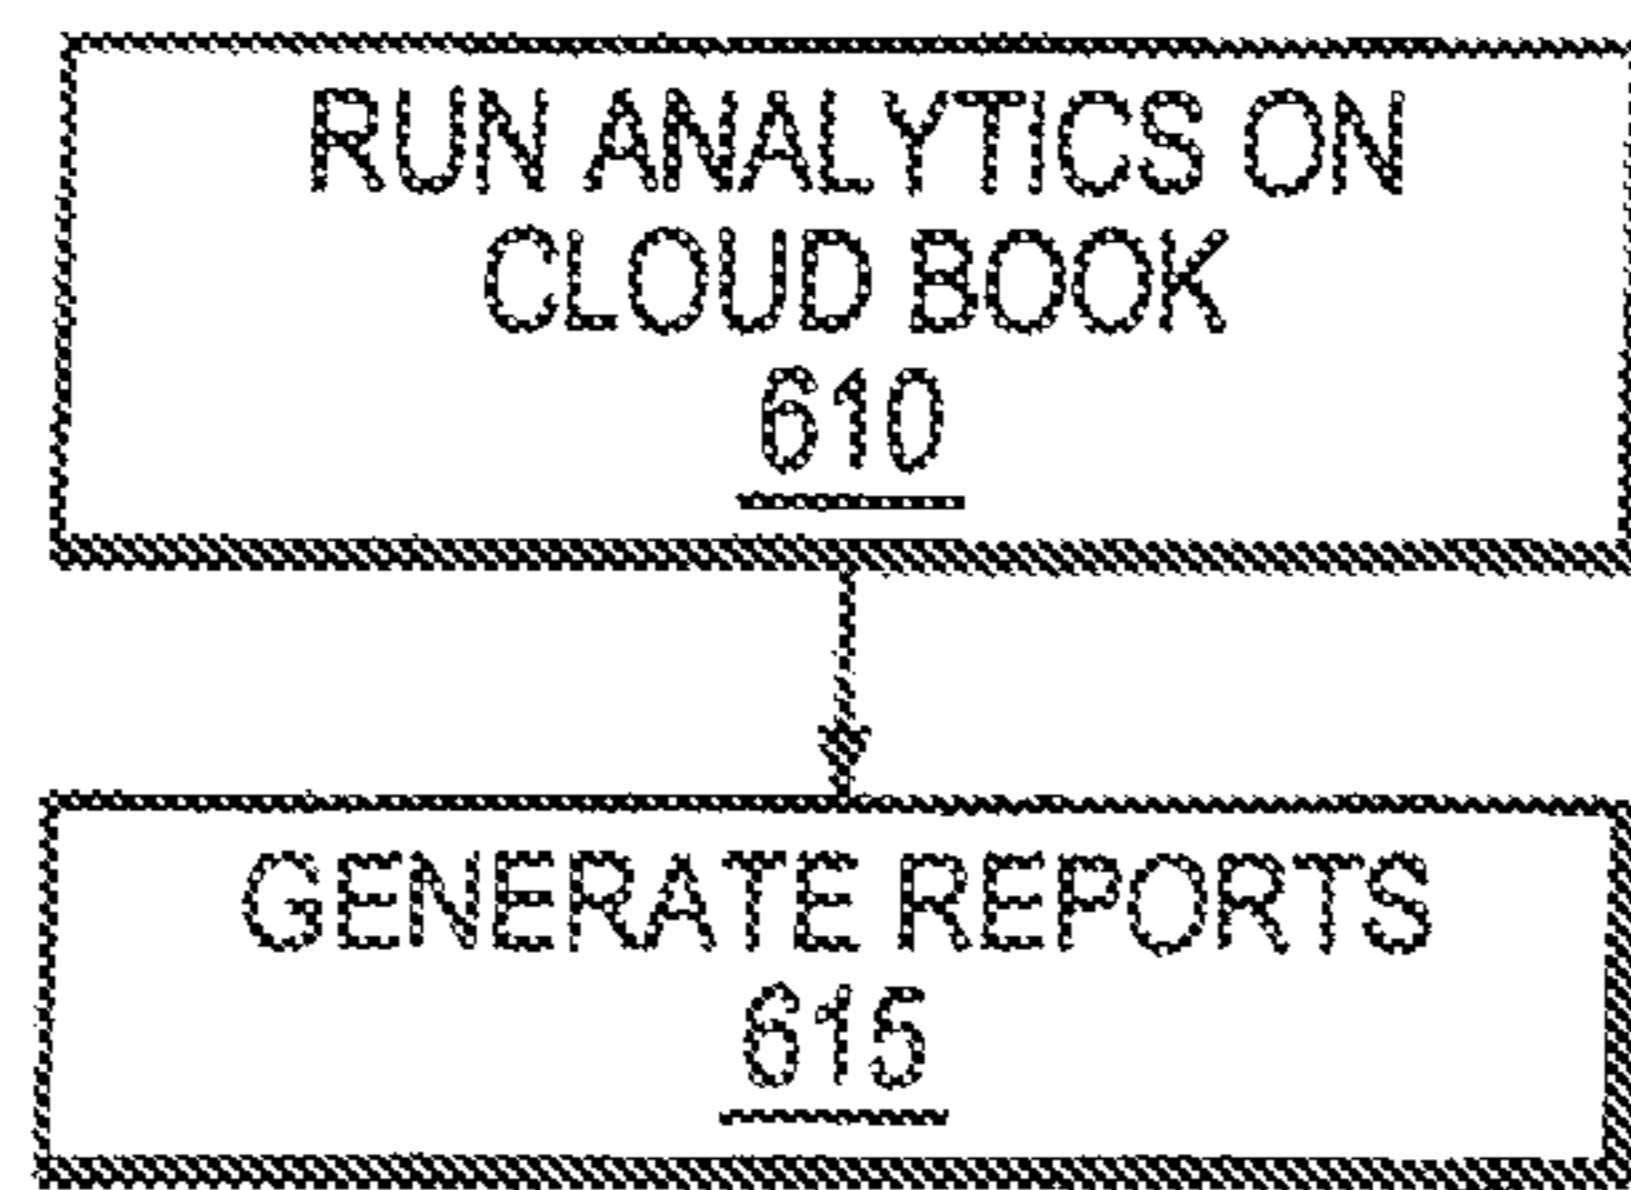 RUN ANALYTICS ON
CLOUD BOOK
610
GENERATE REPORTS
615